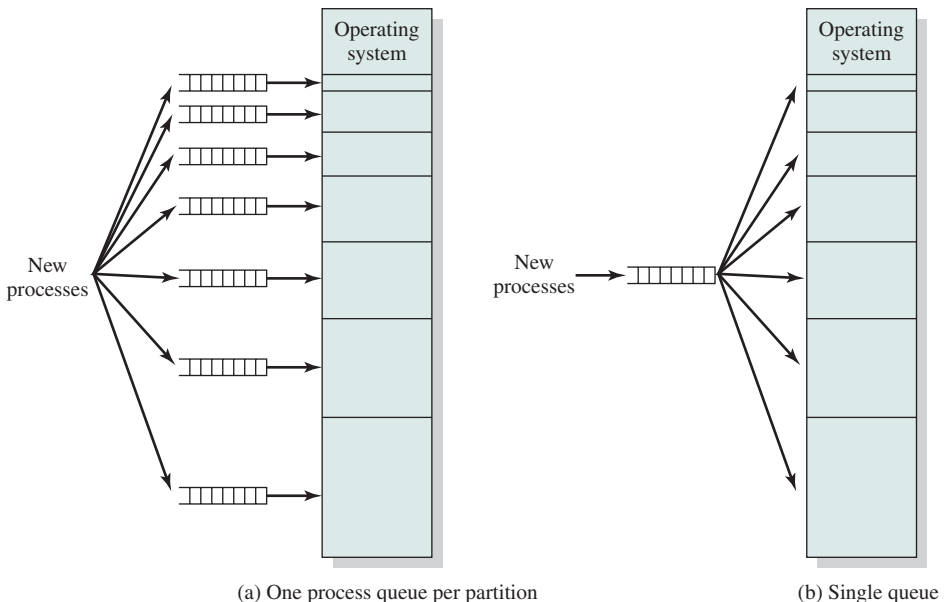 Operating
system
New
processes
(a) One process queue per partition
Operating
system
New
processes
(b) Single queue